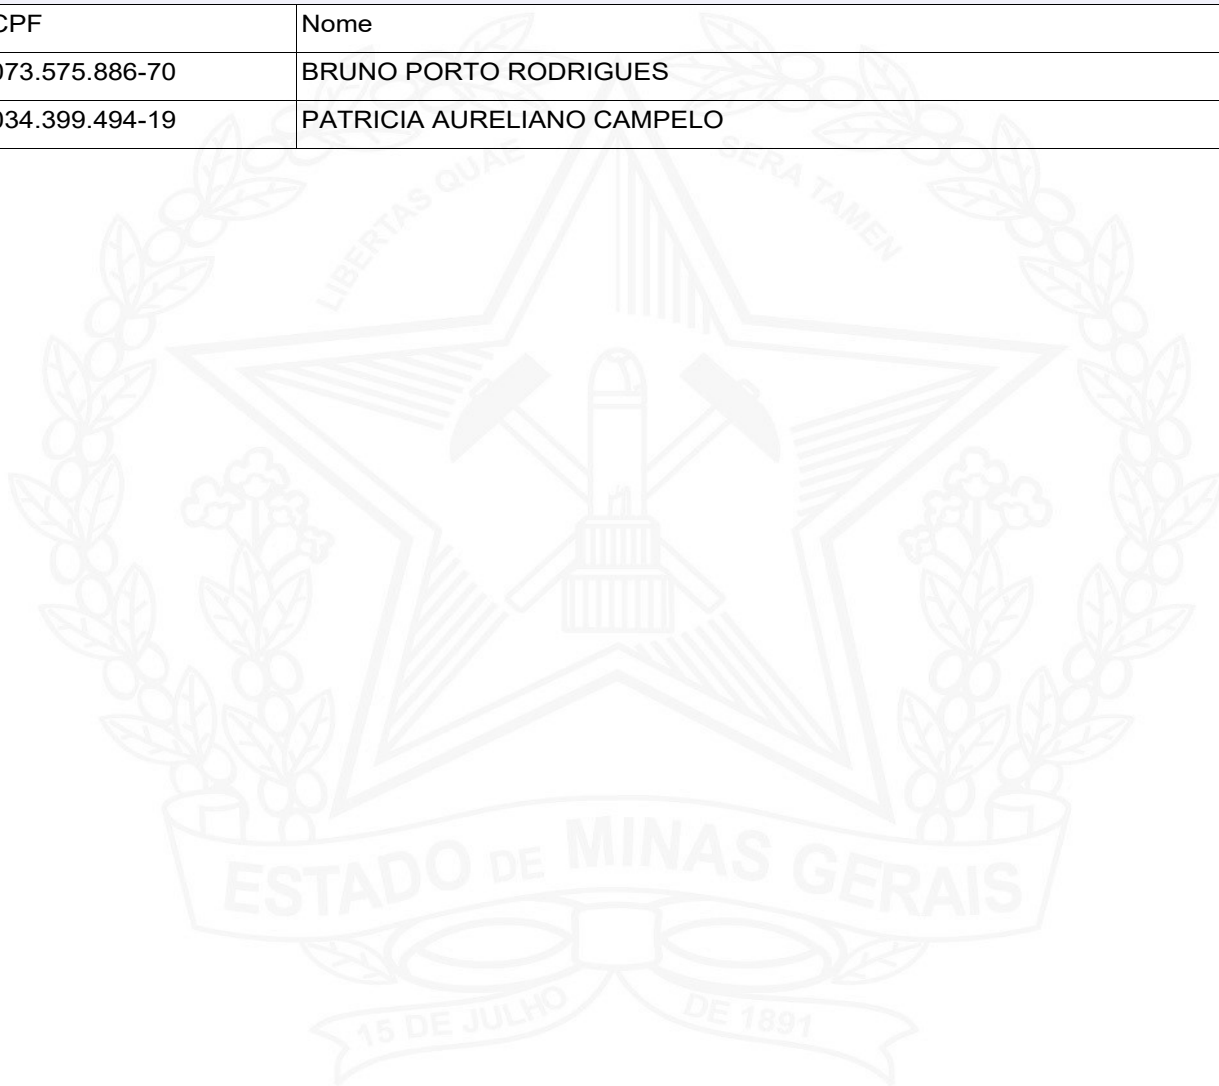 CPF Nome
073.575.886-70 BRUNO PORTO RODRIGUES
034.399.494-19 PATRICIA AURELIANO CAMPELO
LIBERTAS QUAE SERA TAMEN
ESTADO DE MINAS GERAIS
15 DE JULHO DE 1891